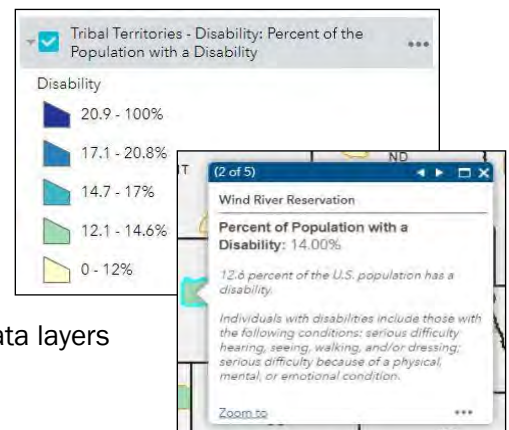 Tribal Territories - Disability: Percent of the
Population with a Disability
Disability
20.9 - 100%
17.1 - 20.8%
14.7 - 17%
12.1 - 14.6%
0 - 12%
ND
(2 of 5)
Wind River Reservation
Percent of Population with a
Disability: 14.00%
12.6 percent of the U.S. population has a
disability.
Individuals with disabilities include those with
the following conditions: serious difficulty
hearing, seeing, walking, and/or dressing;
serious difficulty because of a physical,
mental, or emotional condition.
Zoom to
ata layers